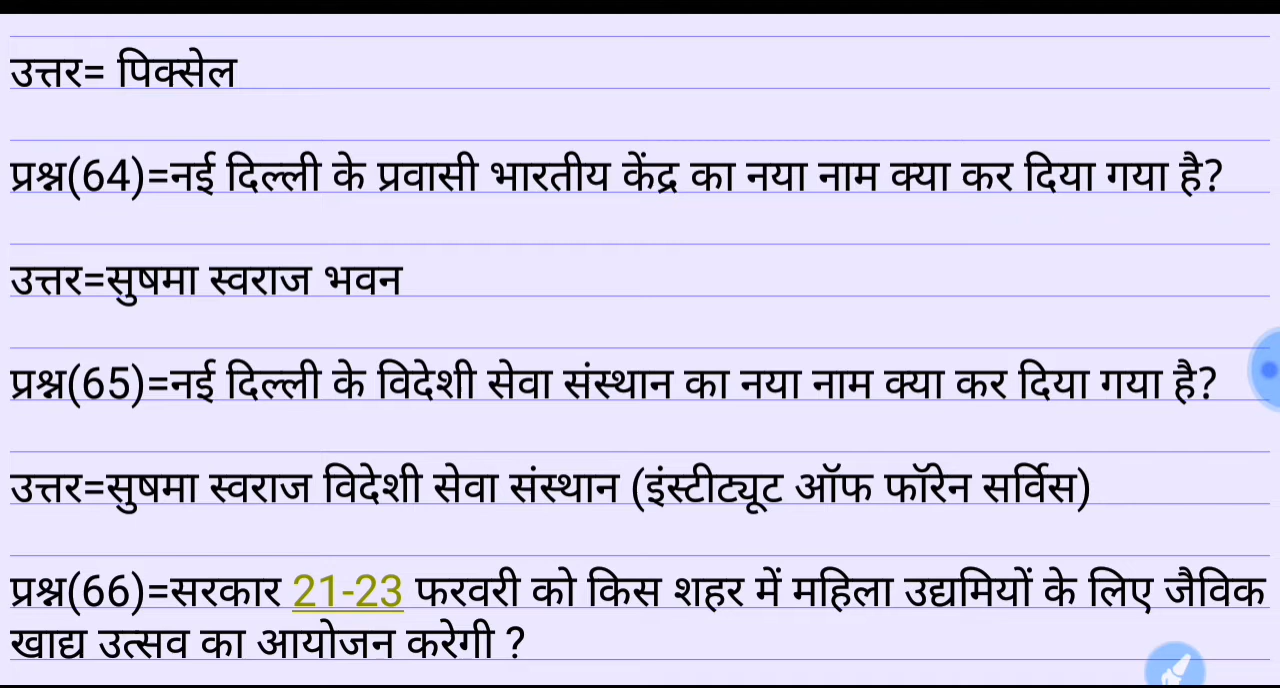 उत्तर= पिक्सेल
प्रश्न(64)=नई दिल्ली के प्रवासी भारतीय केंद्र का नया नाम क्या कर दिया गया है?
उत्तर=सुषमा स्वराज भवन
प्रश्न(65)=नई दिल्ली के विदेशी सेवा संस्थान का नया नाम क्या कर दिया गया है?
उत्तर=सुषमा स्वराज विदेशी सेवा संस्थान (इंस्टीट्यूट ऑफ फॉरेन सर्विस)
प्रश्न(66)=सरकार 21-23 फरवरी को किस शहर में महिला उद्यमियों के लिए जैविक
खाद्य उत्सव का आयोजन करेगी ?